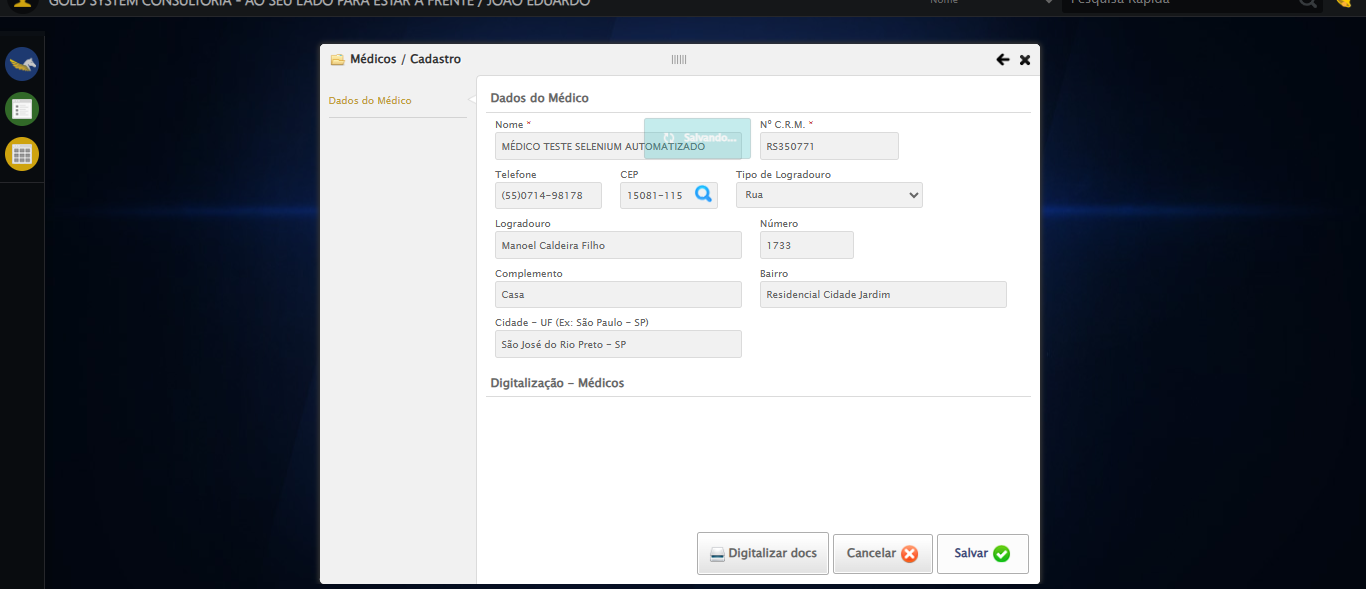 GOLD SYSTEM CONSULTORIA - AO SEU LADO PARA ESTAR À FRENTE / JOÃO EDUARDO
Nome
Pesquisa Rápida
Médicos / Cadastro
Dados do Médico
Dados do Médico
Nome *
Nº C.R.M. *
Salvando...
MÉDICO TESTE SELENIUM AUTOMATIZADO
RS350771
Telefone
CEP
Tipo de Logradouro
(55)0714-98178
15081-115
Rua
Logradouro
Número
Manoel Caldeira Filho
1733
Complemento
Bairro
Casa
Residencial Cidade Jardim
Cidade - UF (Ex: São Paulo - SP)
São José do Rio Preto - SP
Digitalização - Médicos
Digitalizar docs
Cancelar
Salvar